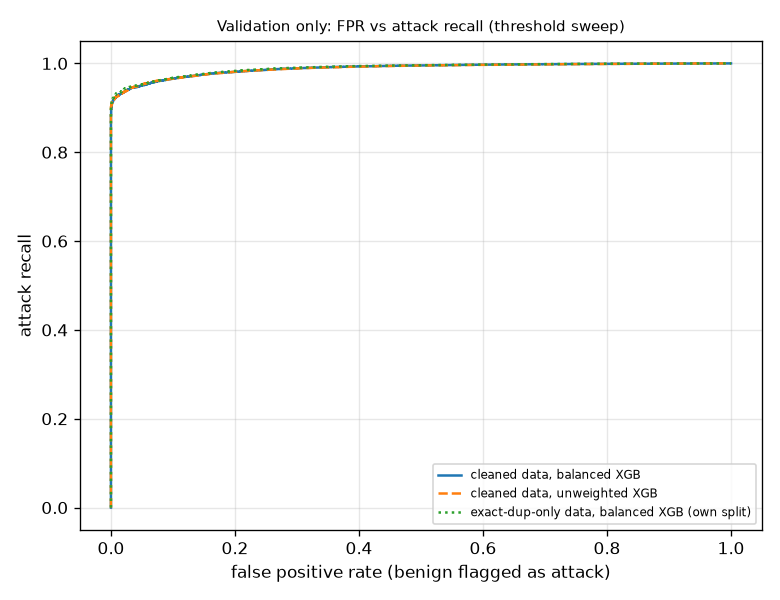 Validation only: FPR vs attack recall (threshold sweep)
attack recall
1.0
0.8
0.6
0.4
0.2
0.0
cleaned data, balanced XGB
cleaned data, unweighted XGB
exact-dup-only data, balanced XGB (own split)
0.0 0.2 0.4 0.6 0.8 1.0
false positive rate (benign flagged as attack)